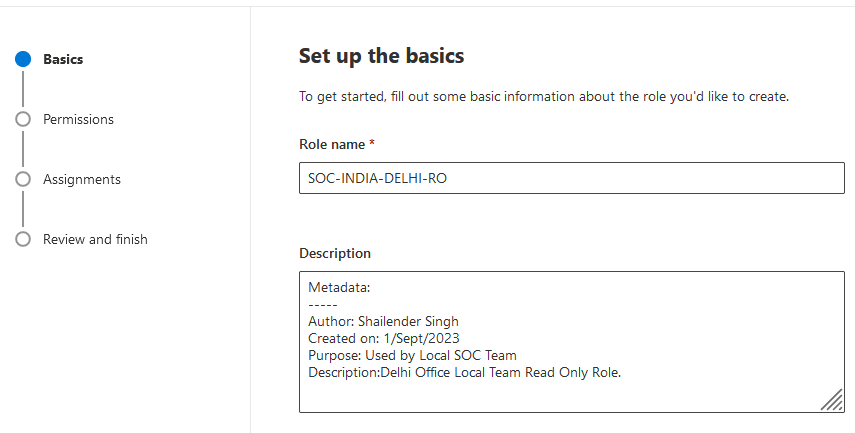 Basics
Permissions
Assignments
Review and finish
Set up the basics
To get started, fill out some basic information about the role you'd like to create.
Role name *
SOC-INDIA-DELHI-RO
Description
Metadata:
-----
Author: Shailender Singh
Created on: 1/Sept/2023
Purpose: Used by Local SOC Team
Description:Delhi Office Local Team Read Only Role.